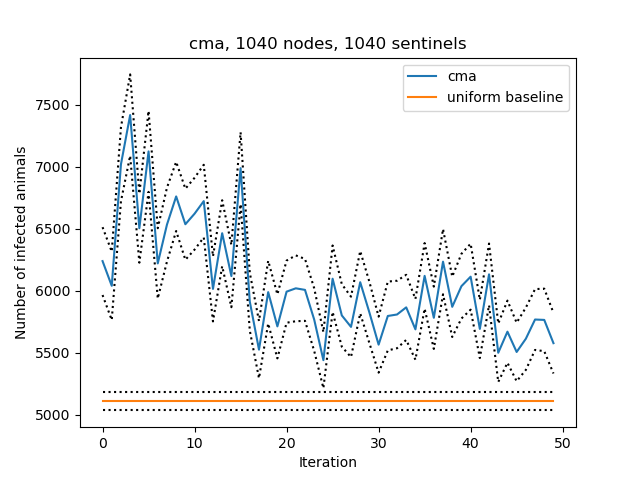 cma, 1040 nodes, 1040 sentinels
cma
uniform baseline
Number of infected animals
7500
7000
6500
6000
5500
5000
0 10 20 30 40 50
Iteration